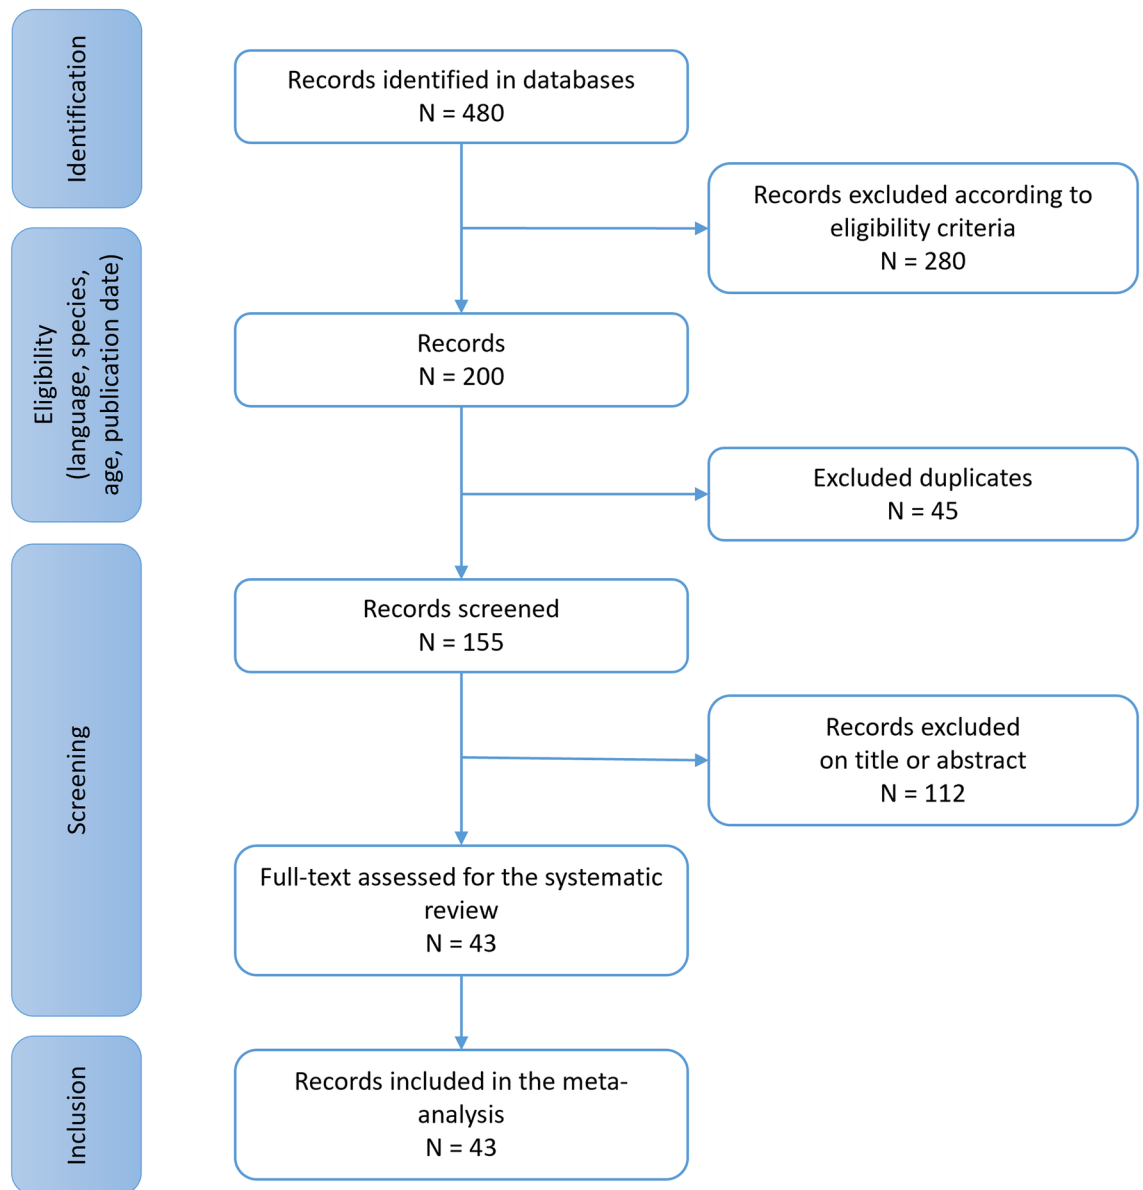 Identification
Records identified in databases
N = 480
Records excluded according to
eligibility criteria
N = 280
Eligibility
(language, species,
age, publication date)
Records
N = 200
Excluded duplicates
N = 45
Screening
Records screened
N = 155
Records excluded
on title or abstract
N = 112
Full-text assessed for the systematic
review
N = 43
Inclusion
Records included in the meta-
analysis
N = 43